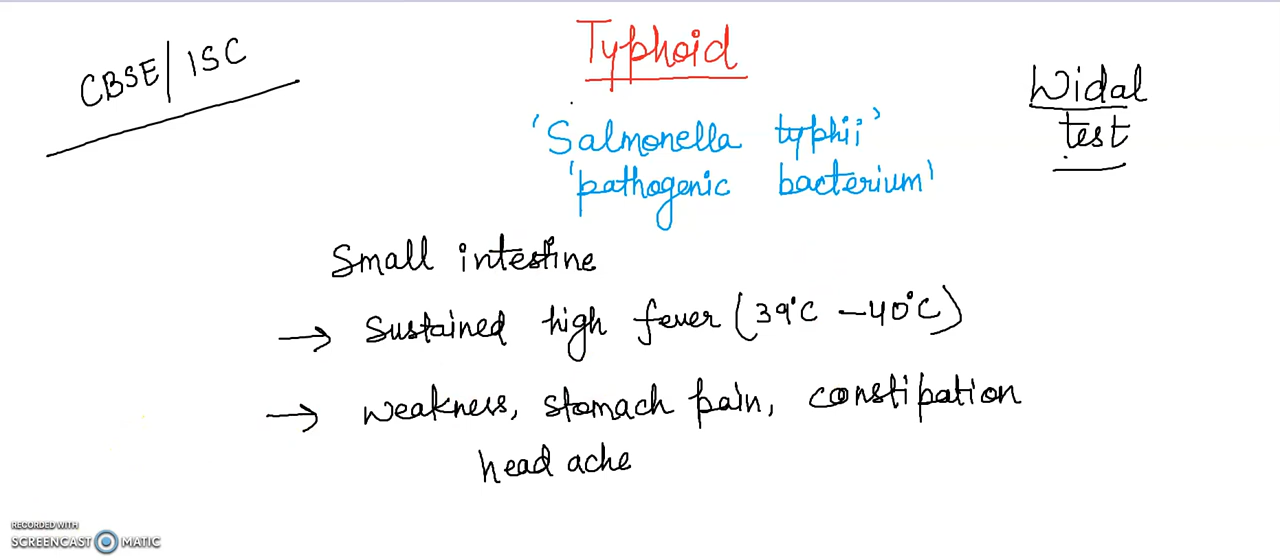 CBSE/ISC
Typhoid
Widal
test
'Salmonella typhii'
'pathogenic bacterium'
Small intestine
→ Sustained high fever (39°C – 40°C)
→ weakness, stomach pain, constipation
head ache
RECORDED WITH
SCREENCAST MATIC